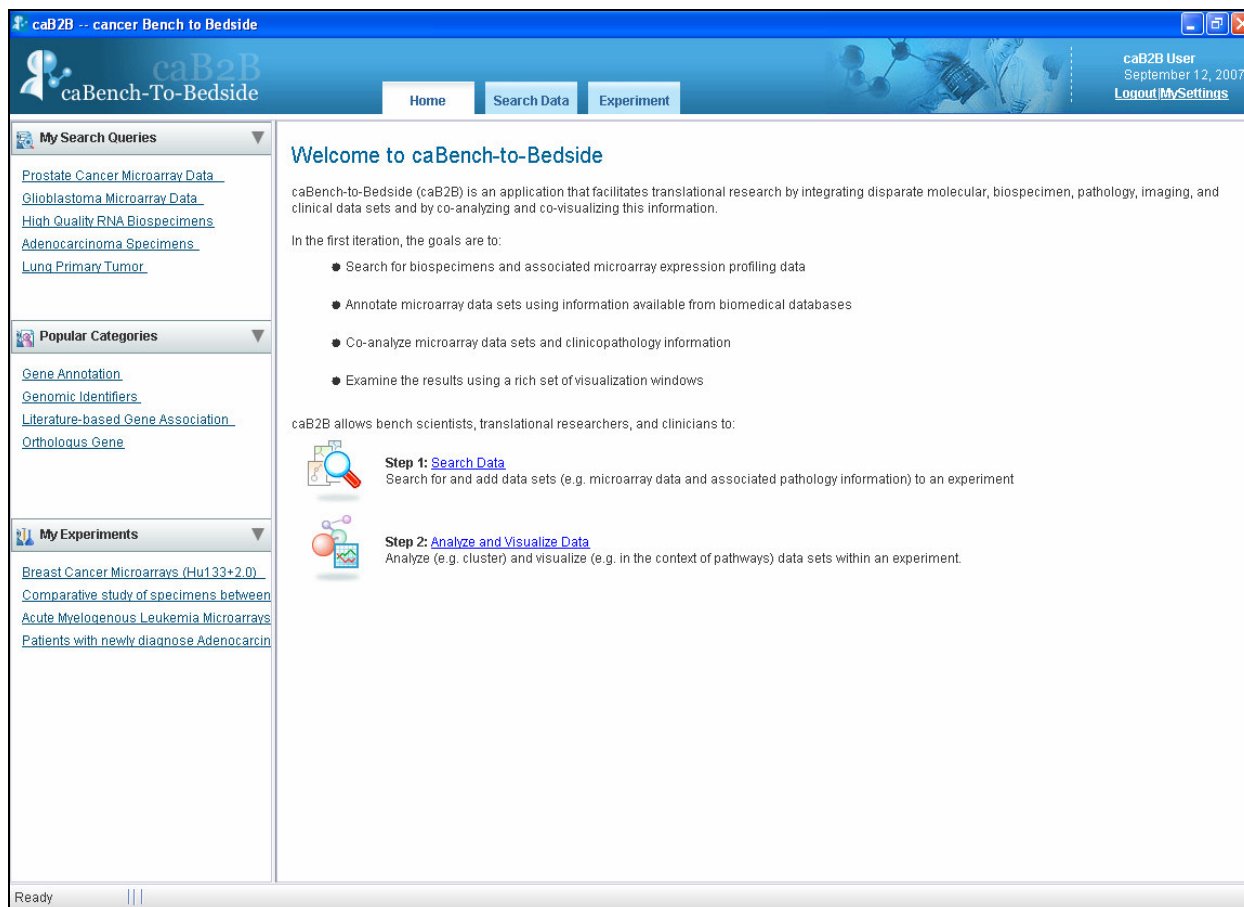 caB2B -- cancer Bench to Bedside
caB2B
caBench-To-Bedside
Home
Search Data
Experiment
caB2B User
September 12, 2007
Logout|MySettings
My Search Queries
Prostate Cancer Microarray Data
Glioblastoma Microarray Data
High Quality RNA Biospecimens
Adenocarcinoma Specimens
Lung Primary Tumor
Popular Categories
Gene Annotation
Genomic Identifiers
Literature-based Gene Association
Orthologus Gene
My Experiments
Breast Cancer Microarrays (Hu133+2.0)
Comparative study of specimens between
Acute Myelogenous Leukemia Microarrays
Patients with newly diagnose Adenocarcin
Welcome to caBench-to-Bedside
caBench-to-Bedside (caB2B) is an application that facilitates translational research by integrating disparate molecular, biospecimen, pathology, imaging, and
clinical data sets and by co-analyzing and co-visualizing this information.
In the first iteration, the goals are to:
● Search for biospecimens and associated microarray expression profiling data
● Annotate microarray data sets using information available from biomedical databases
● Co-analyze microarray data sets and clinicopathology information
● Examine the results using a rich set of visualization windows
caB2B allows bench scientists, translational researchers, and clinicians to:
Step 1: Search Data
Search for and add data sets (e.g. microarray data and associated pathology information) to an experiment
Step 2: Analyze and Visualize Data
Analyze (e.g. cluster) and visualize (e.g. in the context of pathways) data sets within an experiment.
Ready